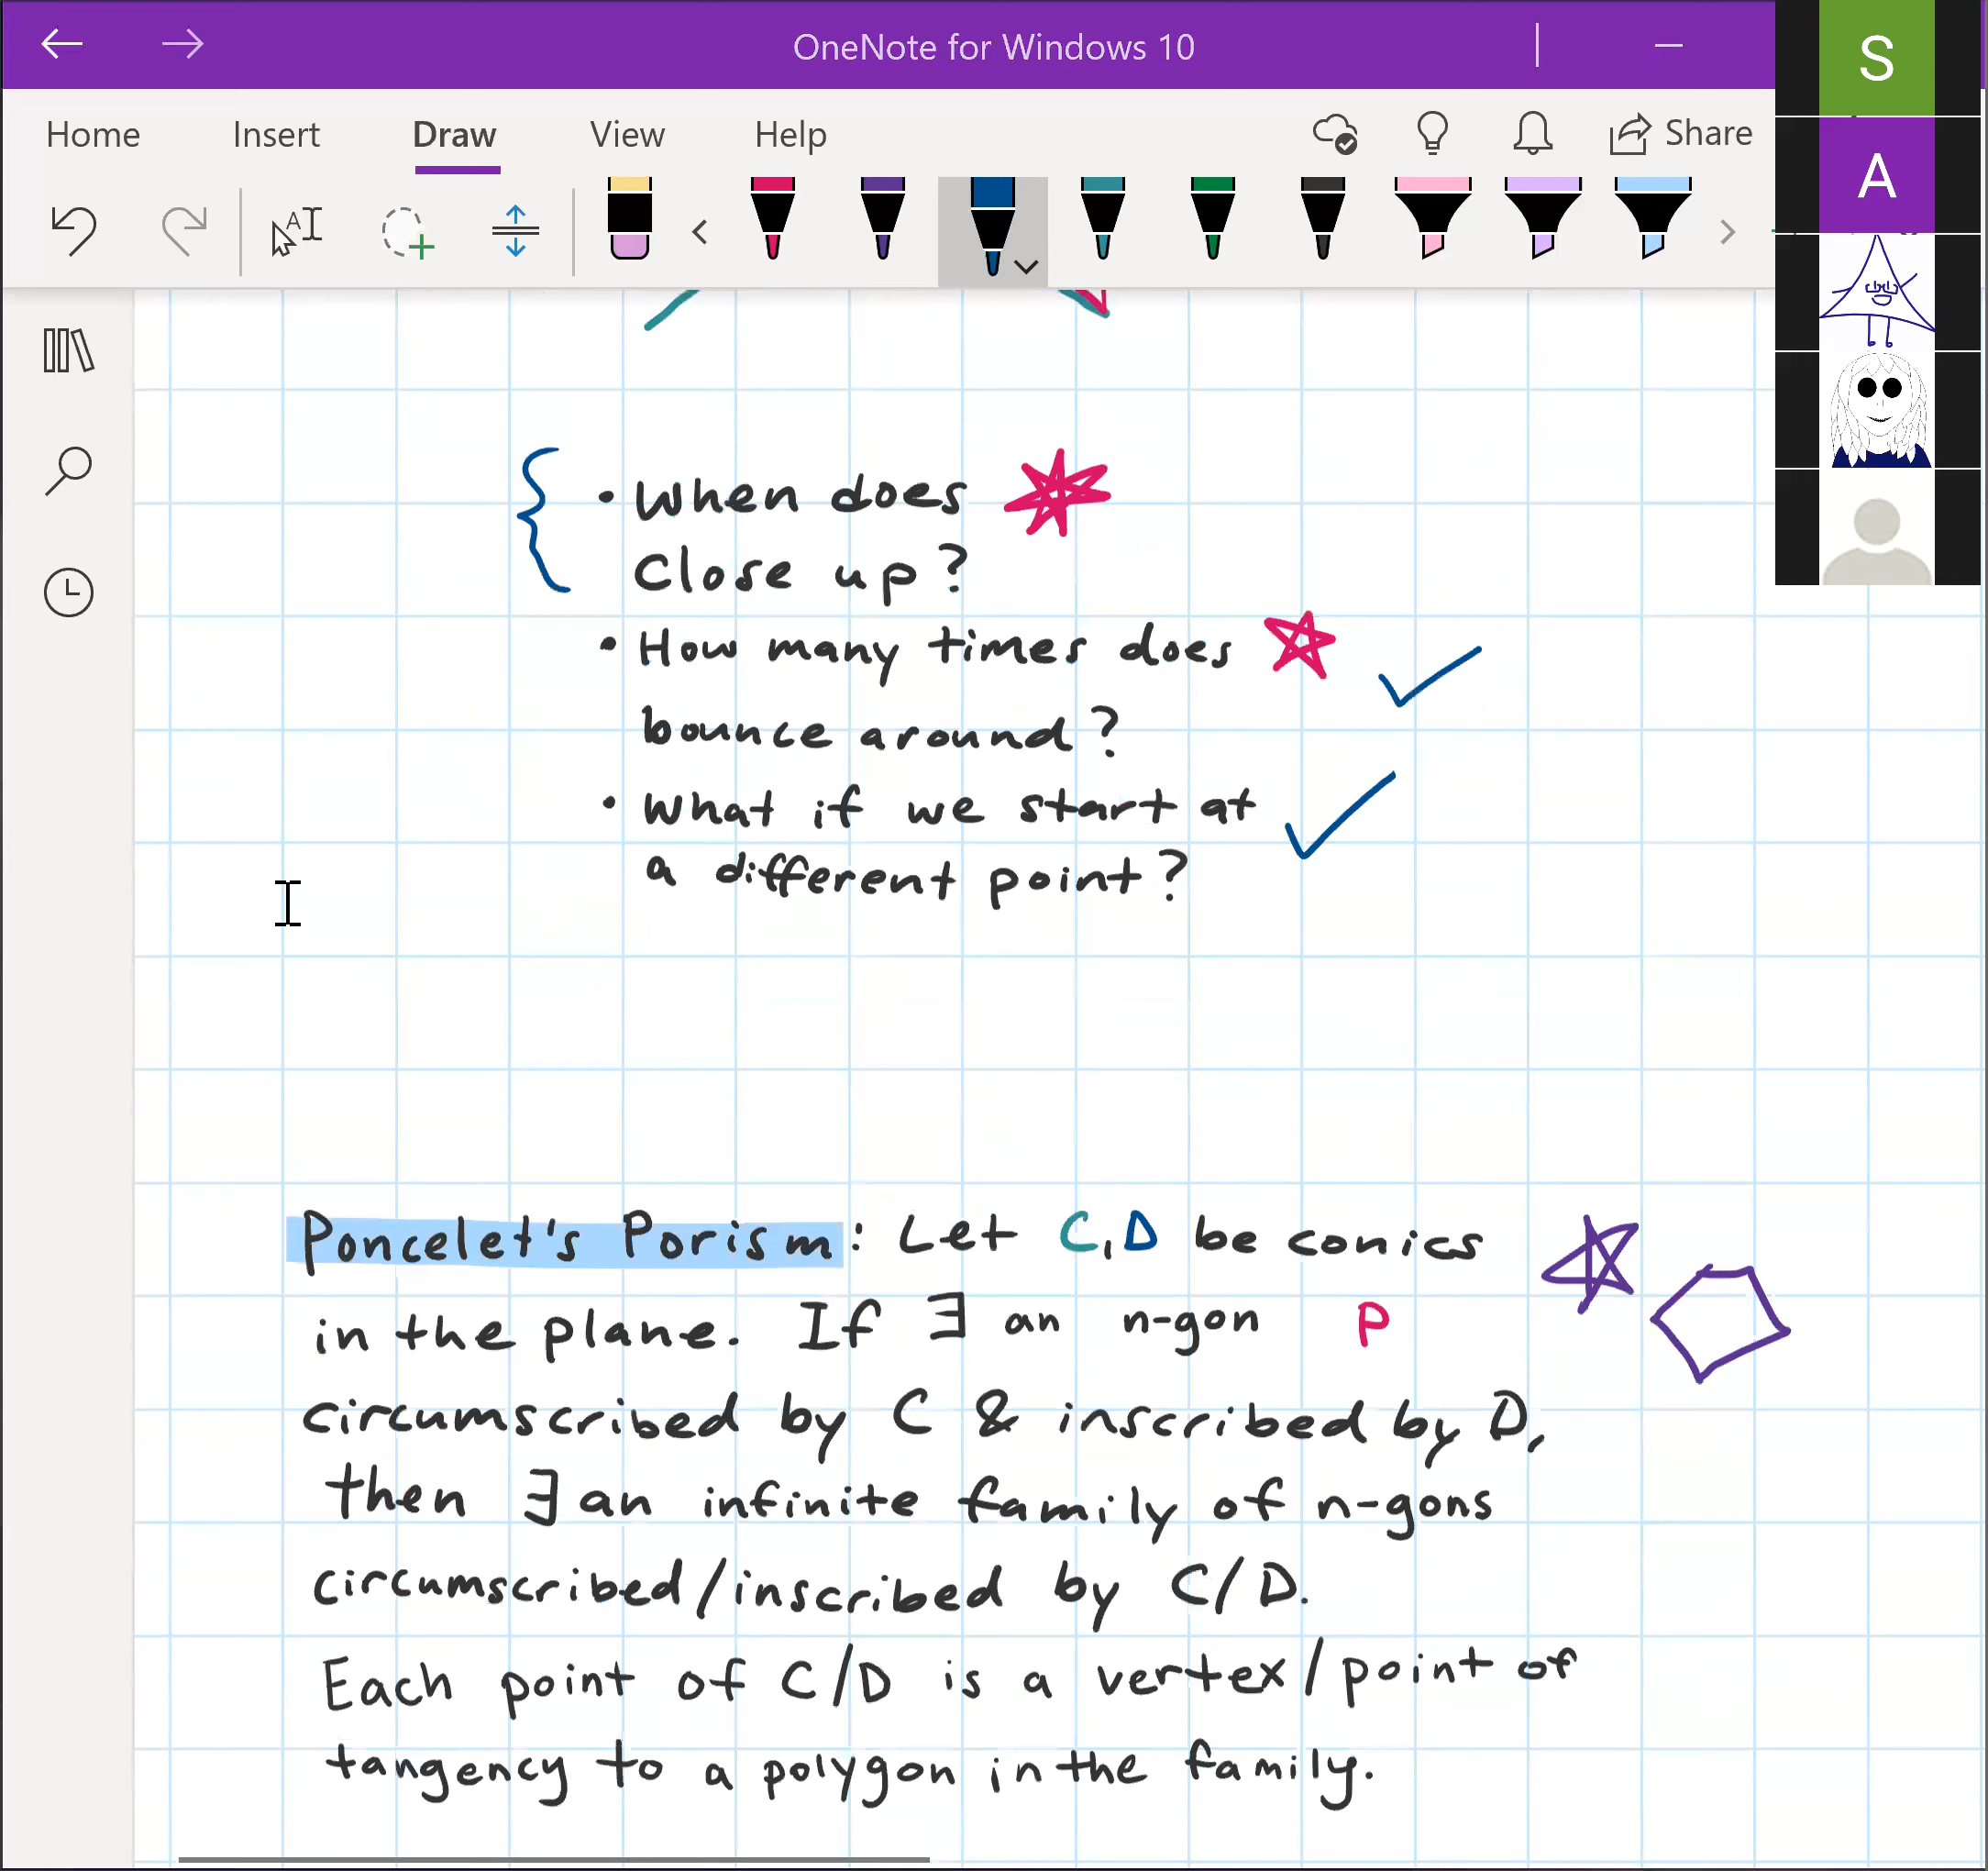 OneNote for Windows 10
S
Home Insert Draw View Help Share
A
• When does
close up?
• How many times does
bounce around?
• What if we start at
a different point?
Poncelet's Porism: Let C, D be conics
in the plane. If ∃ an n-gon P
circumscribed by C & inscribed by D,
then ∃ an infinite family of n-gons
circumscribed/inscribed by C/D.
Each point of C/D is a vertex/point of
tangency to a polygon in the family.